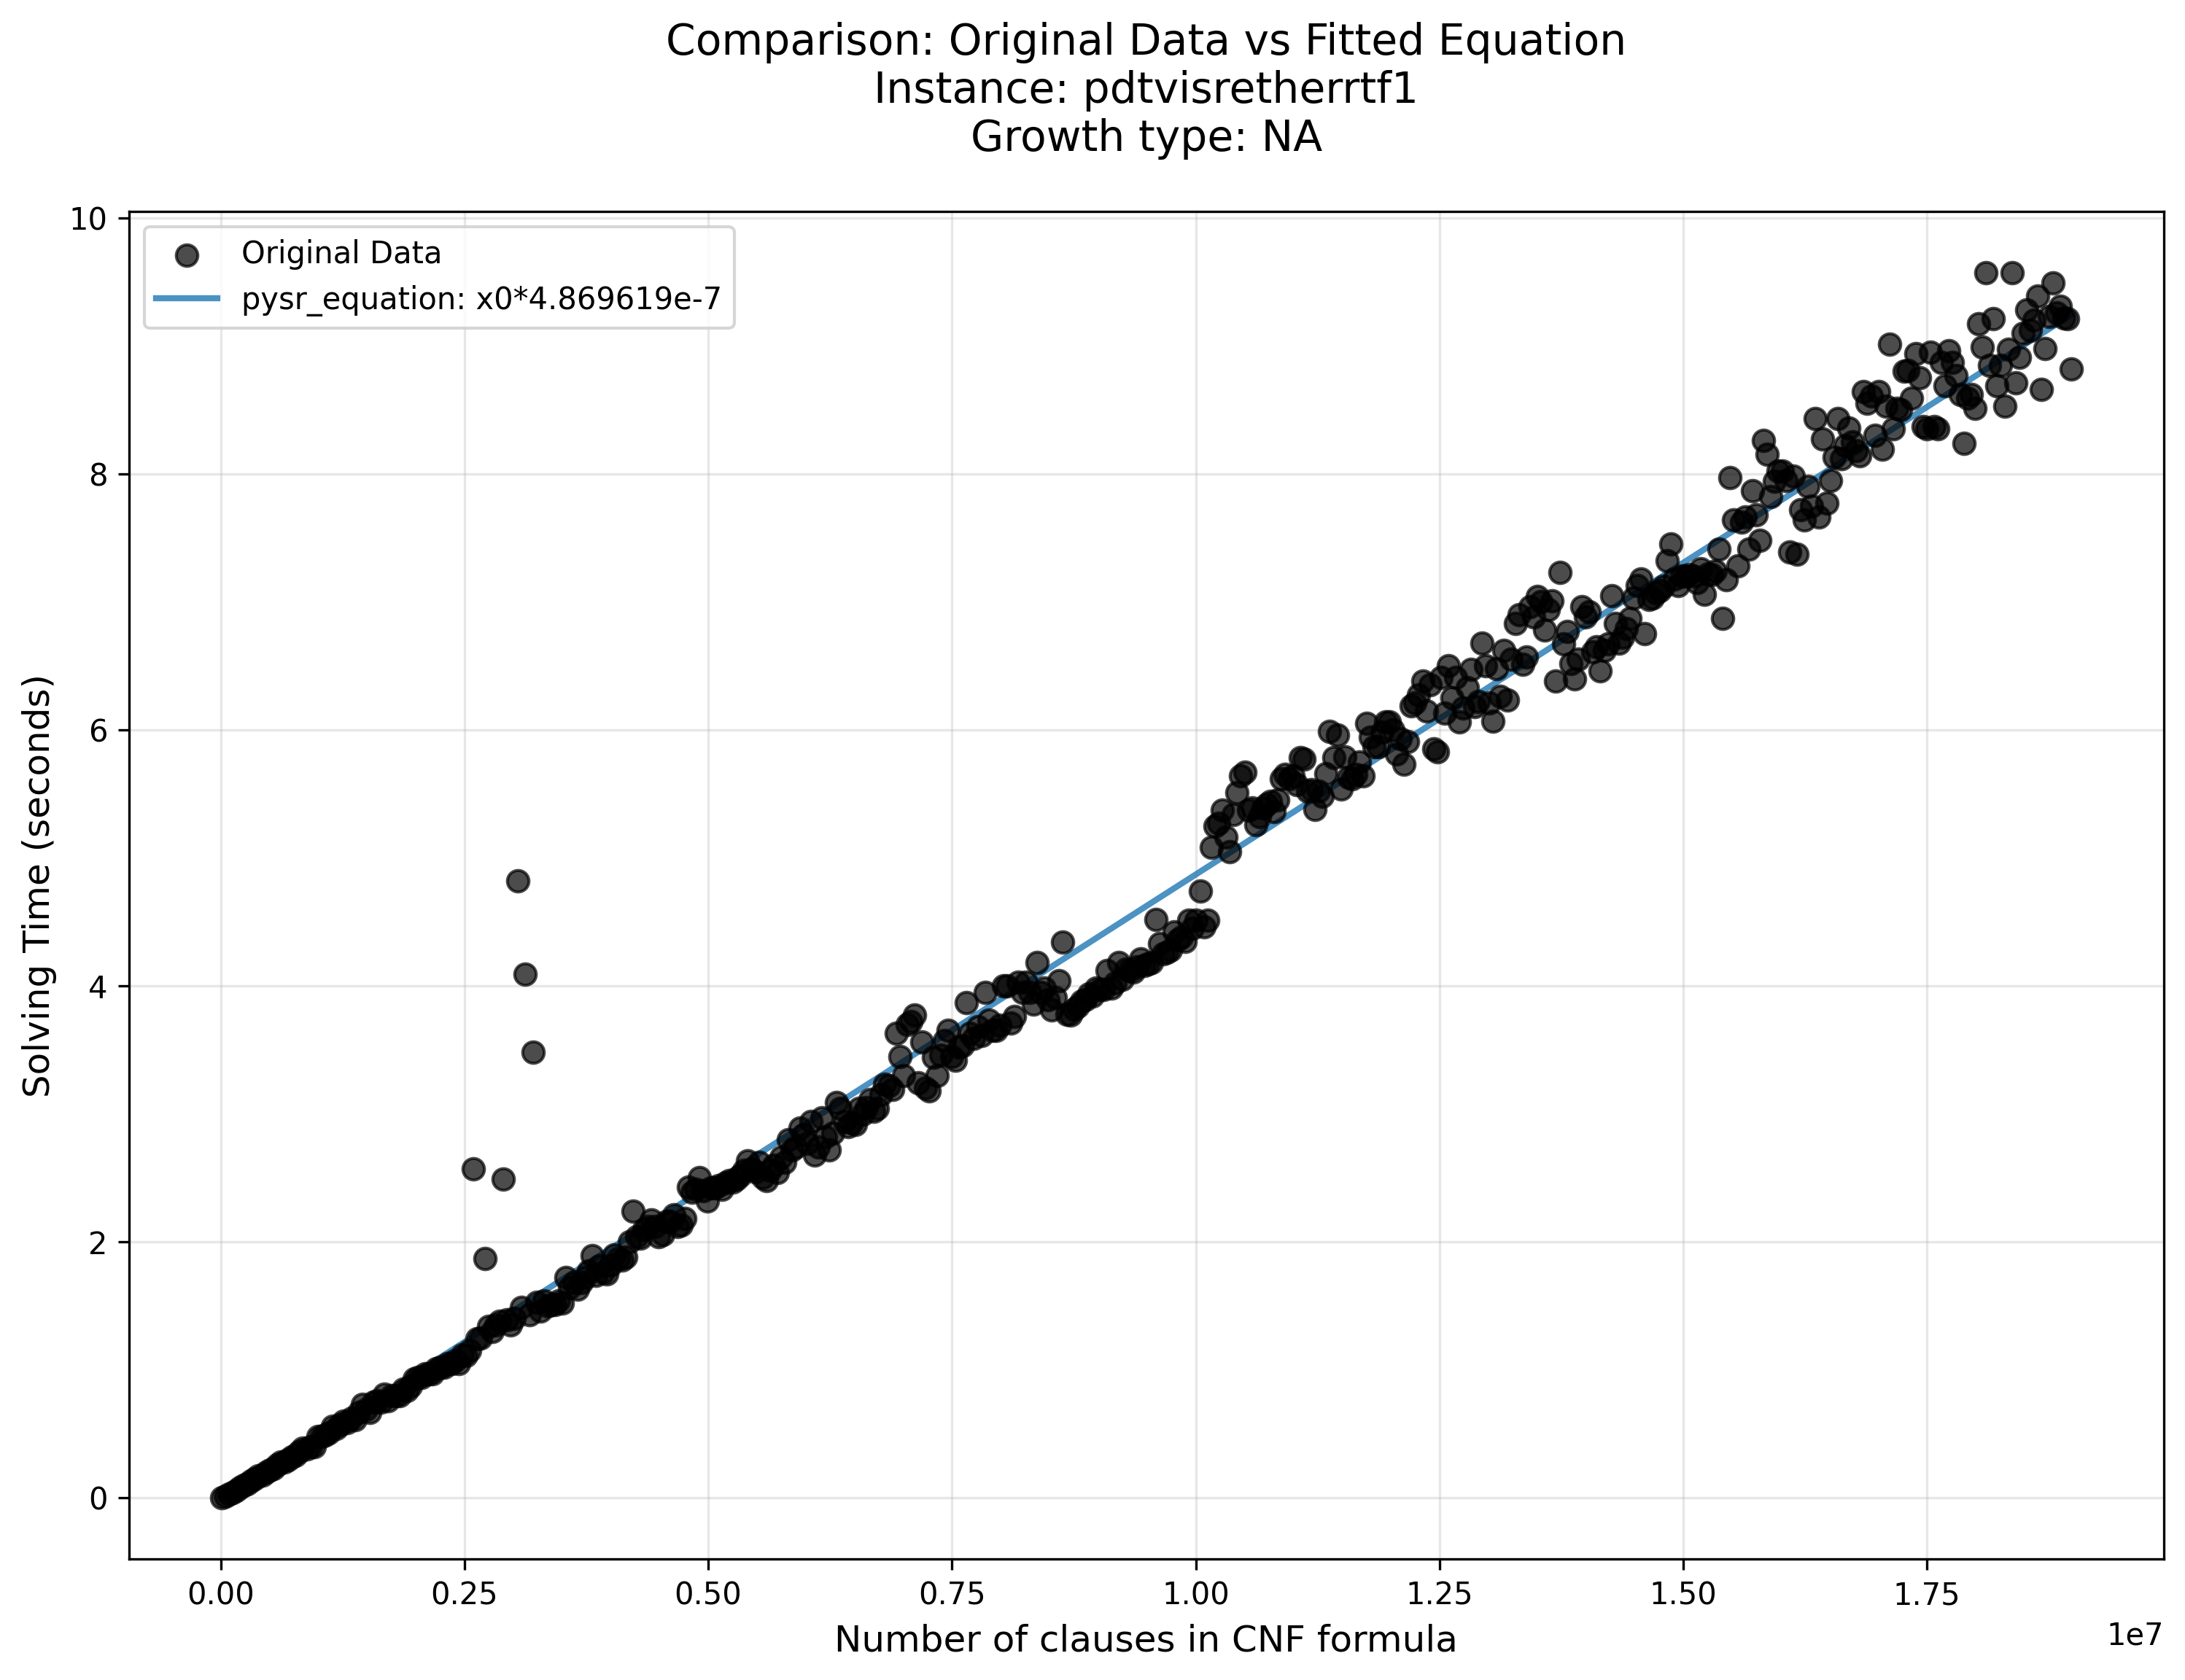 Comparison: Original Data vs Fitted Equation
Instance: pdtvisretherrtf1
Growth type: NA
10
8
6
4
2
0
Solving Time (seconds)
Original Data
pysr_equation: x0*4.869619e-7
0.00 0.25 0.50 0.75 1.00 1.25 1.50 1.75
1e7
Number of clauses in CNF formula